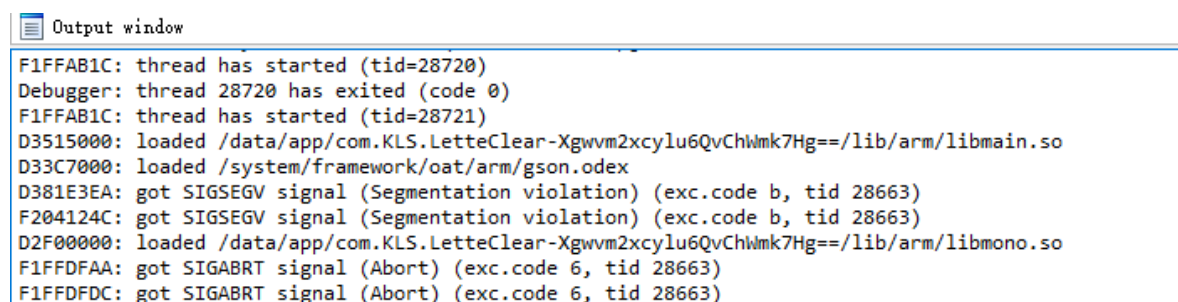 Output window
F1FFAB1C: thread has started (tid=28720)
Debugger: thread 28720 has exited (code 0)
F1FFAB1C: thread has started (tid=28721)
D3515000: loaded /data/app/com.KLS.LetteClear-Xgwvm2xcylu6QvChWmk7Hg==/lib/arm/libmain.so
D33C7000: loaded /system/framework/oat/arm/gson.odex
D381E3EA: got SIGSEGV signal (Segmentation violation) (exc.code b, tid 28663)
F204124C: got SIGSEGV signal (Segmentation violation) (exc.code b, tid 28663)
D2F00000: loaded /data/app/com.KLS.LetteClear-Xgwvm2xcylu6QvChWmk7Hg==/lib/arm/libmono.so
F1FFDFAA: got SIGABRT signal (Abort) (exc.code 6, tid 28663)
F1FFDFDC: got SIGABRT signal (Abort) (exc.code 6, tid 28663)